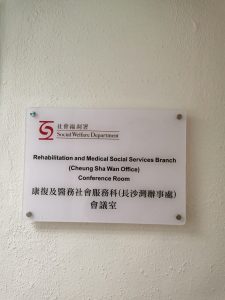 社會福利署
Social Welfare Department
Rehabilitation and Medical Social Services Branch
(Cheung Sha Wan Office)
Conference Room
康復及醫務社會服務科(長沙灣辦事處)
會議室